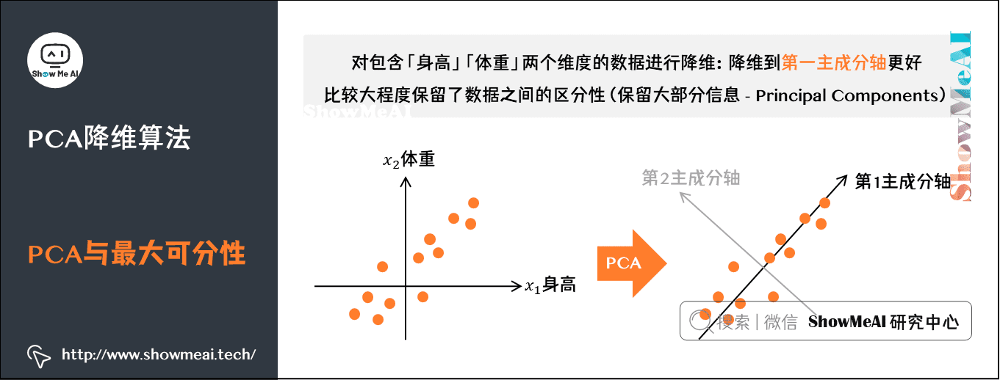 Show Me AI
PCA降维算法
PCA与最大可分性
http://www.showmeai.tech/
对包含「身高」「体重」两个维度的数据进行降维：降维到第一主成分轴更好
比较大程度保留了数据之间的区分性（保留大部分信息 - Principal Components）
ShowMeAI
ShowMeAI
x₂体重
x₁身高
PCA
第2主成分轴
第1主成分轴
搜索 | 微信 ShowMeAI 研究中心